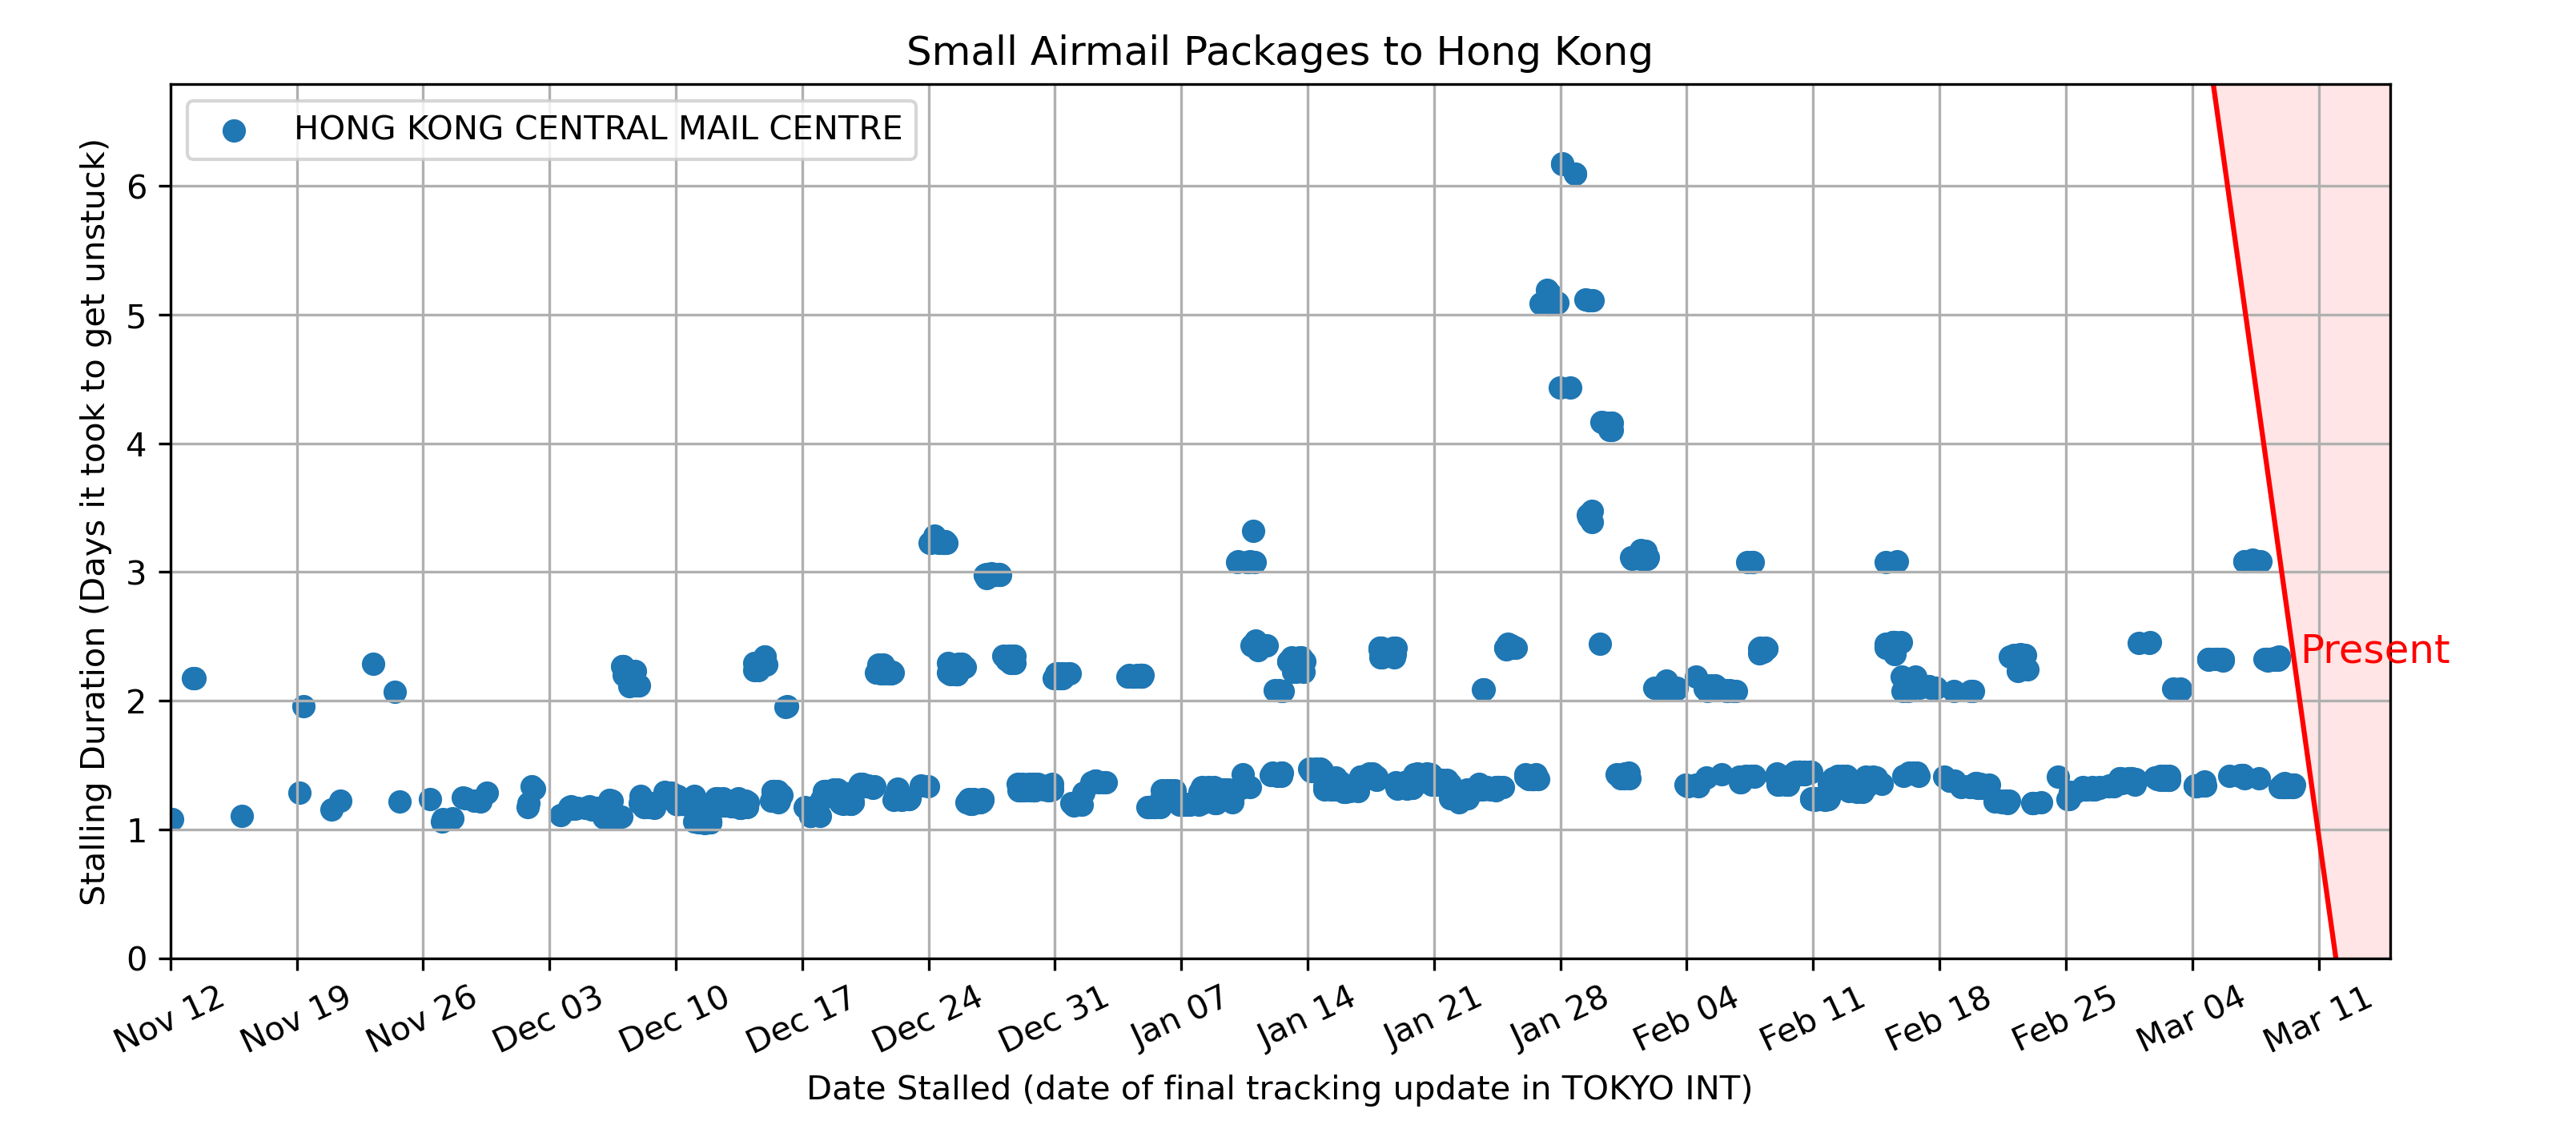 Small Airmail Packages to Hong Kong
HONG KONG CENTRAL MAIL CENTRE
Stalling Duration (Days it took to get unstuck)
6
5
4
3
2
1
0
Present
Nov 12
Nov 19
Nov 26
Dec 03
Dec 10
Dec 17
Dec 24
Dec 31
Jan 07
Jan 14
Jan 21
Jan 28
Feb 04
Feb 11
Feb 18
Feb 25
Mar 04
Mar 11
Date Stalled (date of final tracking update in TOKYO INT)